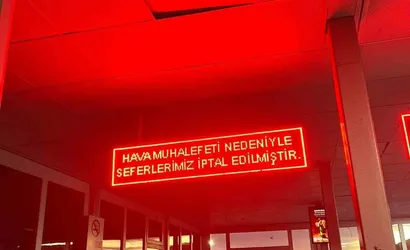 HAVA MUHALEFETİ NEDENİYLE
SEFERLERİMİZ İPTAL EDİLMİŞTİR.